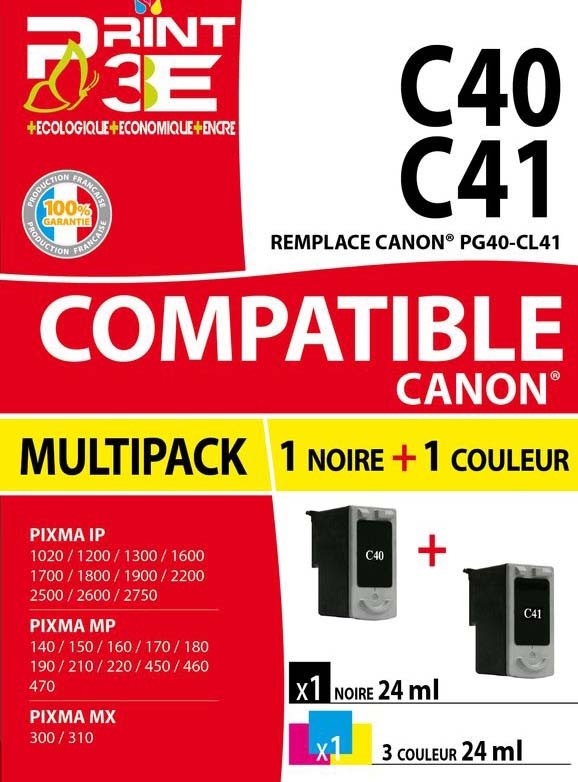 PRINT
3E
+ECOLOGIQUE+ECONOMIQUE+ENCRE
C40
C41
REMPLACE CANON® PG40-CL41
PRODUCTION FRANÇAISE
100%
GARANTIE
PRODUCTION FRANÇAISE
COMPATIBLE
CANON®
MULTIPACK
1 NOIRE + 1 COULEUR
PIXMA IP
1020 / 1200 / 1300 / 1600
1700 / 1800 / 1900 / 2200
2500 / 2600 / 2750
PIXMA MP
140 / 150 / 160 / 170 / 180
190 / 210 / 220 / 450 / 460
470
PIXMA MX
300 / 310
C40
+
C41
x1 NOIRE 24 ml
x1 3 COULEUR 24 ml